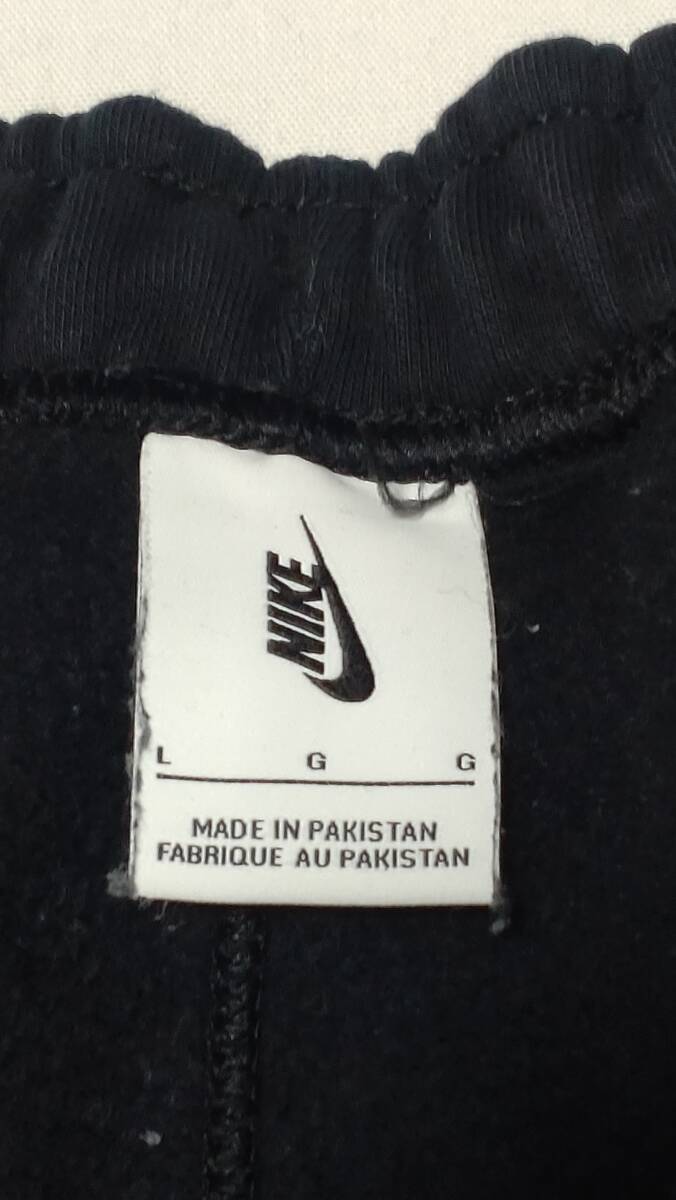 NIKE
L G G
MADE IN PAKISTAN
FABRIQUE AU PAKISTAN